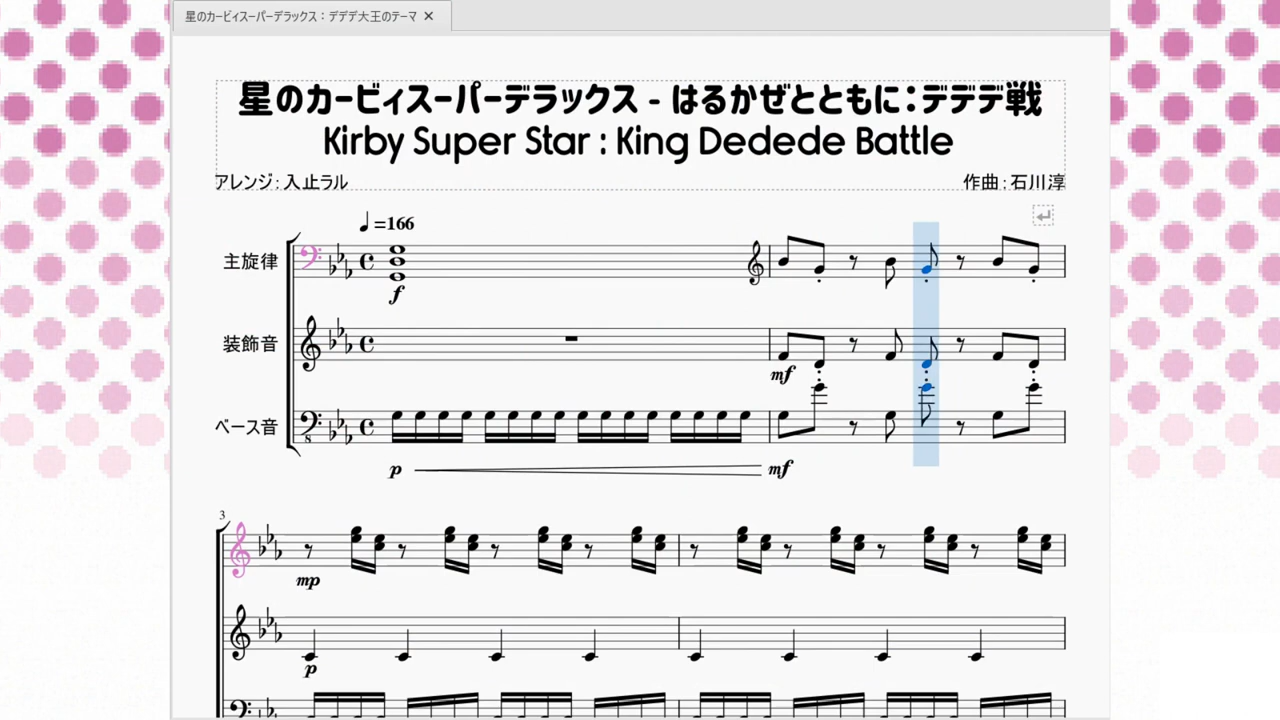 星のカービィスーパーデラックス：デデデ大王のテーマ ✕
星のカービィスーパーデラックス - はるかぜとともに：デデデ戦
Kirby Super Star : King Dedede Battle
アレンジ：入止ラル
作曲：石川淳
=166
主旋律
f
装飾音
mf
ベース音
8
p
mf
3
mp
p